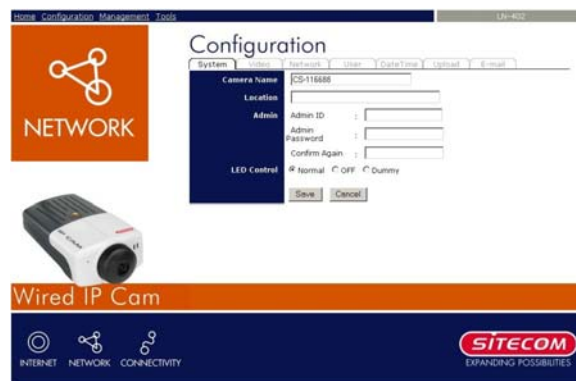 Home Configuration Management Tools
LN-402
NETWORK
Configuration
System Video Network User DateTime Upload E-mail
Camera Name CS-116688
Location
Admin Admin ID :
Admin Password :
Confirm Again :
LED Control Normal OFF Dummy
Save Cancel
IP CAM
Wired IP Cam
INTERNET NETWORK CONNECTIVITY
SITECOM
EXPANDING POSSIBILITIES